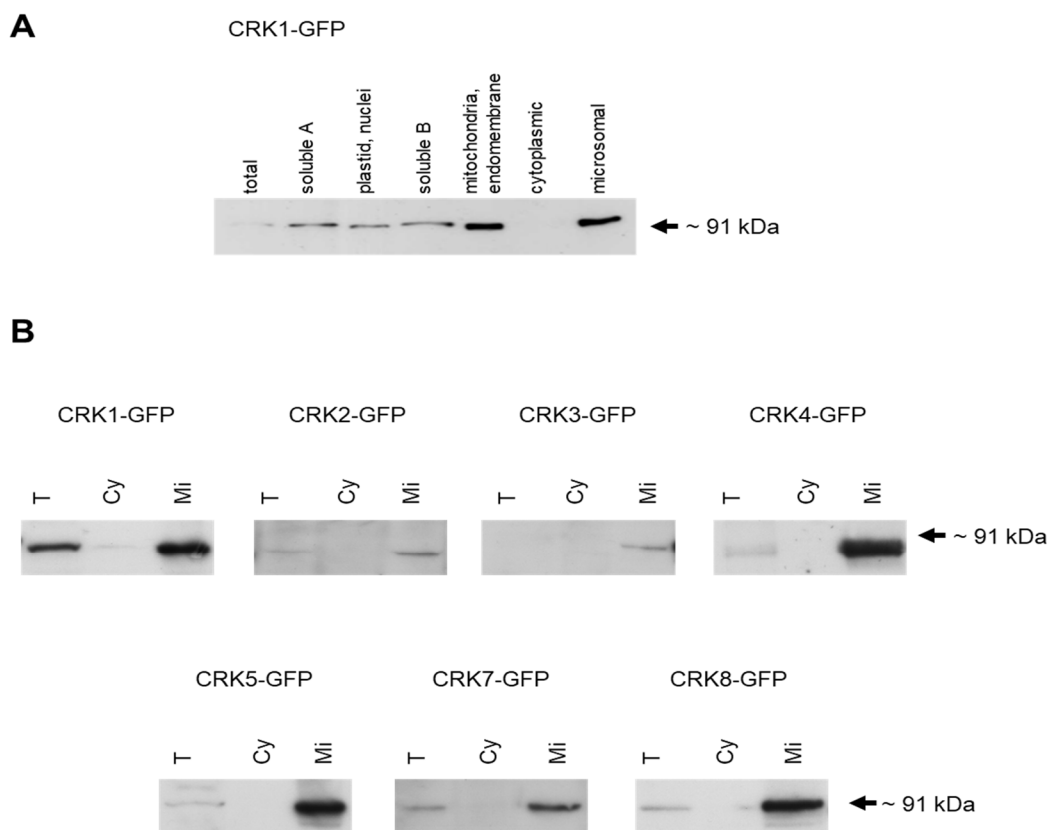 A
CRK1-GFP
total
soluble A
plastid, nuclei
soluble B
mitochondria,
endomembrane
cytoplasmic
microsomal
~ 91 kDa
B
CRK1-GFP
CRK2-GFP
CRK3-GFP
CRK4-GFP
T
Cy
Mi
T
Cy
Mi
T
Cy
Mi
T
Cy
Mi
~ 91 kDa
CRK5-GFP
CRK7-GFP
CRK8-GFP
T
Cy
Mi
T
Cy
Mi
T
Cy
Mi
~ 91 kDa